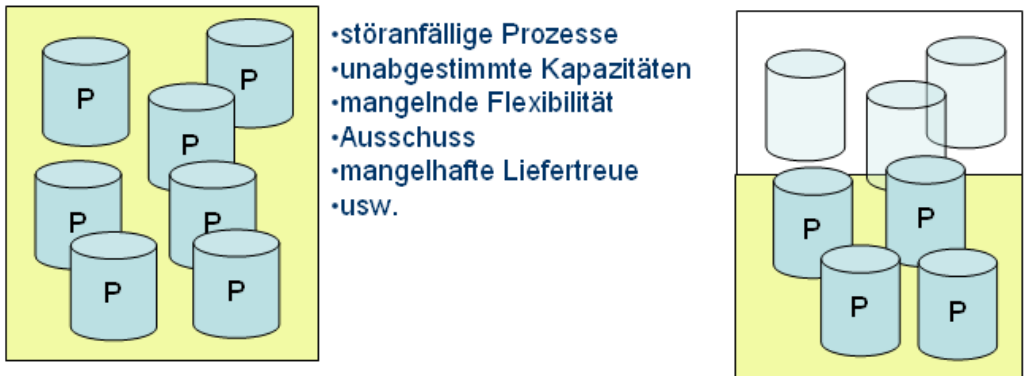 P
P
P
P
P
P
P
•störanfällige Prozesse
•unabgestimmte Kapazitäten
•mangelnde Flexibilität
•Ausschuss
•mangelhafte Liefertreue
•usw.
P
P
P
P